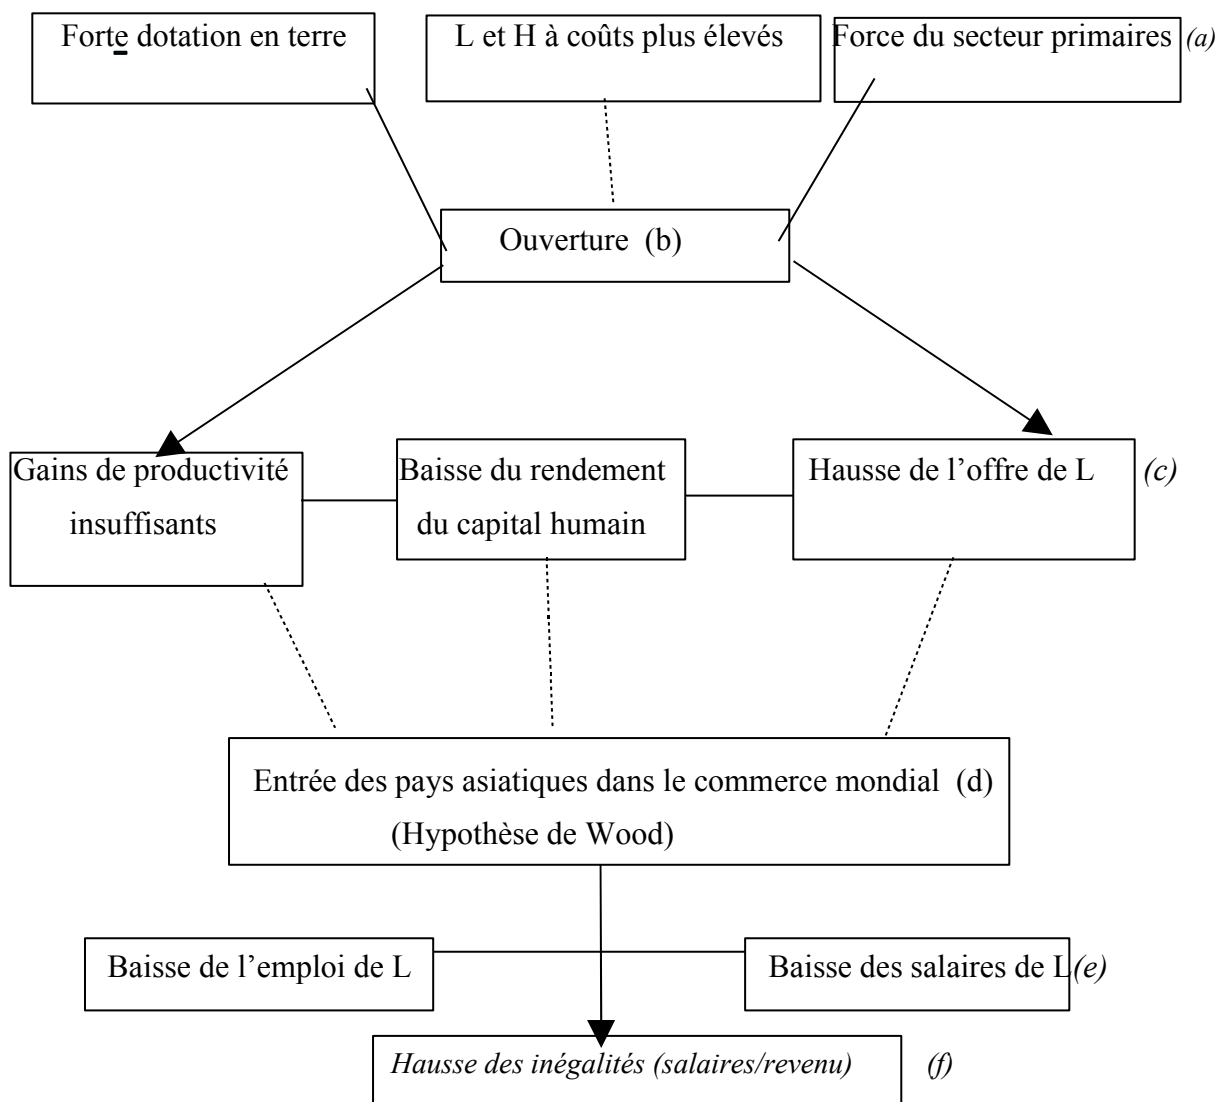 Forte dotation en terre
L et H à coûts plus élevés
Force du secteur primaires (a)
Ouverture (b)
Gains de productivité
insuffisants
Baisse du rendement
du capital humain
Hausse de l’offre de L
(c)
Entrée des pays asiatiques dans le commerce mondial (d)
(Hypothèse de Wood)
Baisse de l’emploi de L
Baisse des salaires de L(e)
Hausse des inégalités (salaires/revenu)
(f)